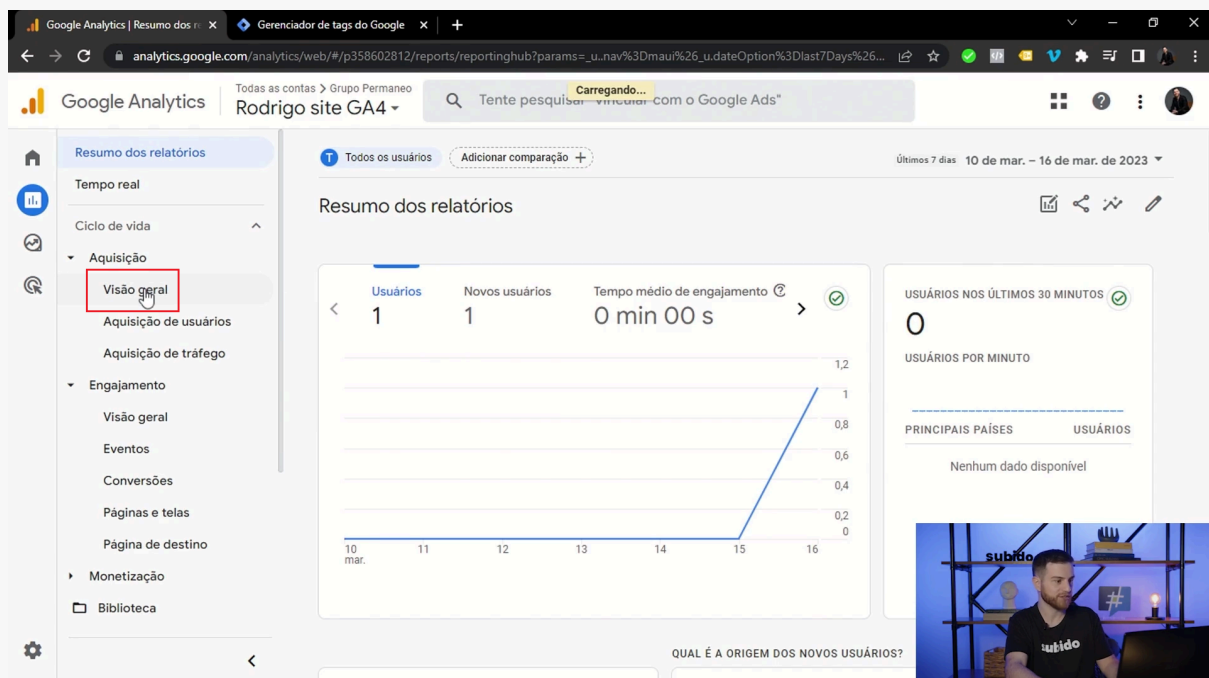 Google Analytics | Resumo dos re
Gerenciador de tags do Google
analytics.google.com/analytics/web/#/p358602812/reports/reportinghub?params=_u..nav%3Dmaui%26_u.dateOption%3Dlast7Days%26...
Google Analytics
Todas as contas > Grupo Permaneo
Rodrigo site GA4
Tente pesquisar "vincular com o Google Ads"
Carregando...
Resumo dos relatórios
Tempo real
Ciclo de vida
Aquisição
Visão geral
Aquisição de usuários
Aquisição de tráfego
Engajamento
Visão geral
Eventos
Conversões
Páginas e telas
Página de destino
Monetização
Biblioteca
T Todos os usuários
Adicionar comparação +
Últimos 7 dias 10 de mar. – 16 de mar. de 2023
Resumo dos relatórios
Usuários
1
Novos usuários
1
Tempo médio de engajamento
0 min 00 s
1,2
1
0,8
0,6
0,4
0,2
0
10 11 12 13 14 15 16
mar.
USUÁRIOS NOS ÚLTIMOS 30 MINUTOS
0
USUÁRIOS POR MINUTO
PRINCIPAIS PAÍSES USUÁRIOS
Nenhum dado disponível
QUAL É A ORIGEM DOS NOVOS USUÁRIOS?
subido
#
subido